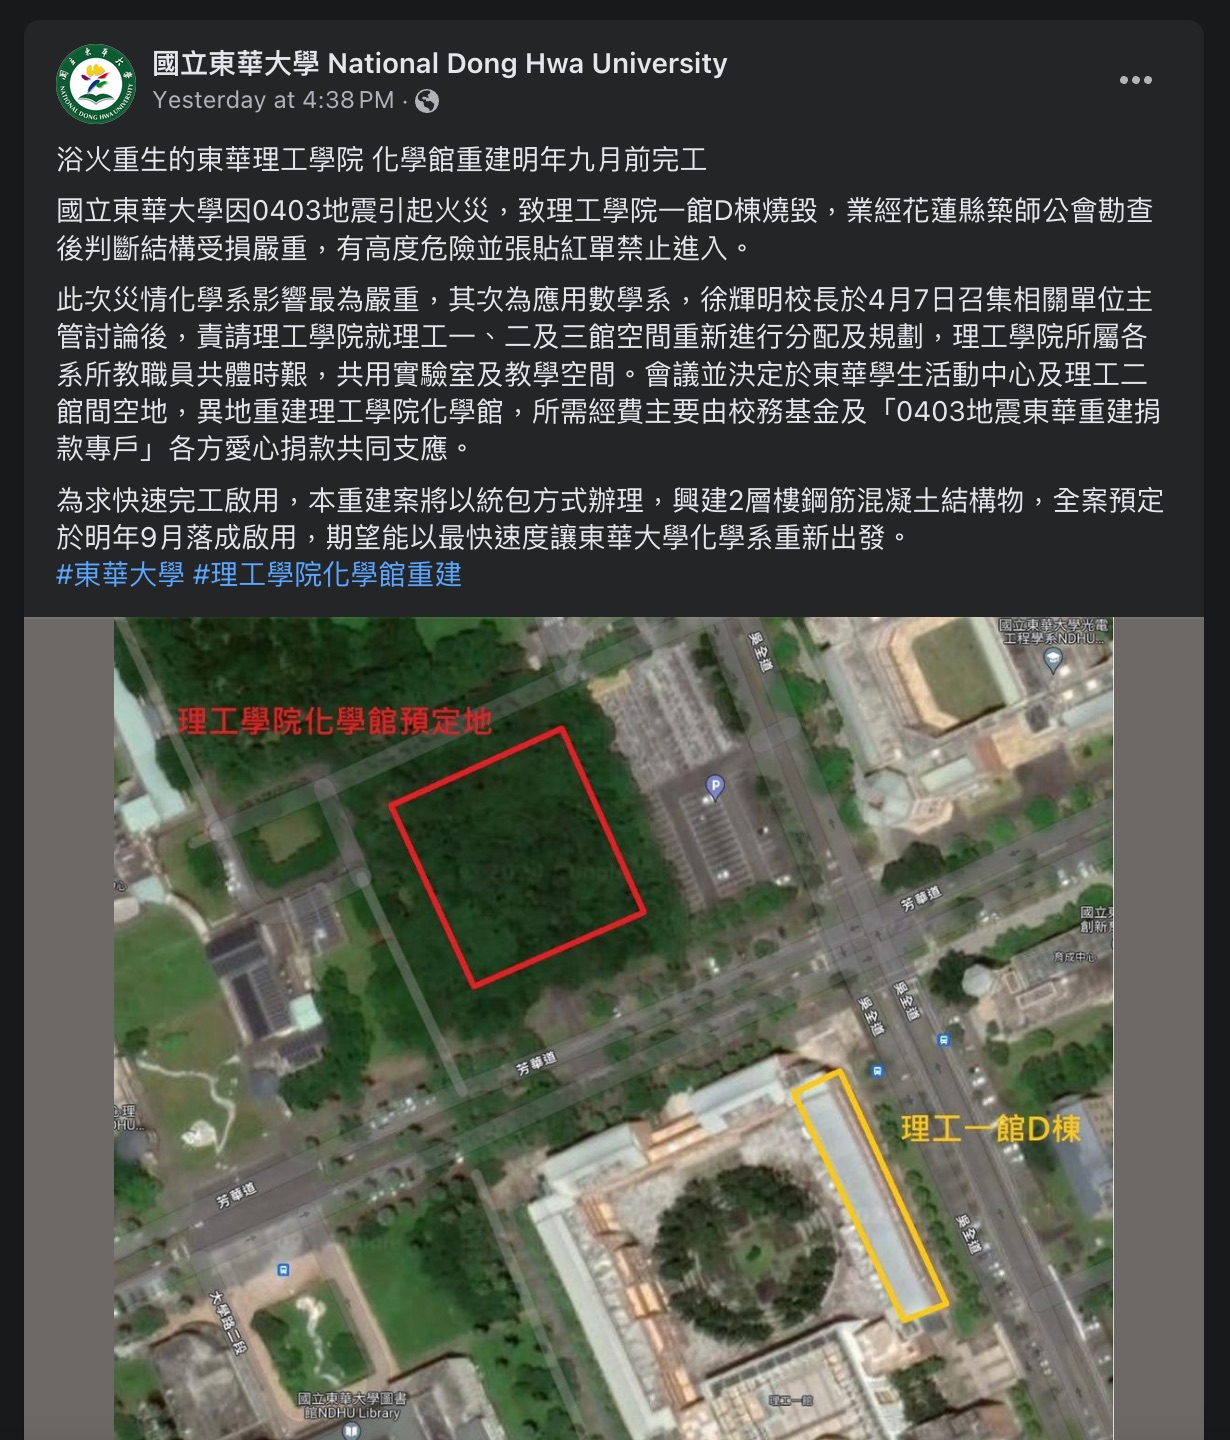 國立東華大學 National Dong Hwa University
Yesterday at 4:38 PM ·
浴火重生的東華理工學院 化學館重建明年九月前完工
國立東華大學因0403地震引起火災，致理工學院一館D棟燒毀，業經花蓮縣築師公會勘查
後判斷結構受損嚴重，有高度危險並張貼紅單禁止進入。
此次災情化學系影響最為嚴重，其次為應用數學系，徐輝明校長於4月7日召集相關單位主
管討論後，責請理工學院就理工一、二及三館空間重新進行分配及規劃，理工學院所屬各
系所教職員共體時艱，共用實驗室及教學空間。會議並決定於東華學生活動中心及理工二
館間空地，異地重建理工學院化學館，所需經費主要由校務基金及「0403地震東華重建捐
款專戶」各方愛心捐款共同支應。
為求快速完工啟用，本重建案將以統包方式辦理，興建2層樓鋼筋混凝土結構物，全案預定
於明年9月落成啟用，期望能以最快速度讓東華大學化學系重新出發。
#東華大學 #理工學院化學館重建
國立東華大學光電
工程學系NDHU...
吳全道
理工學院化學館預定地
P
芳華道
心
國立東
創新
育成中心
吳全道
吳全道
芳華道
理
HU...
理工一館D棟
芳華道
吳全道
大學路二段
國立東華大學圖書
館NDHU Library
理工一館